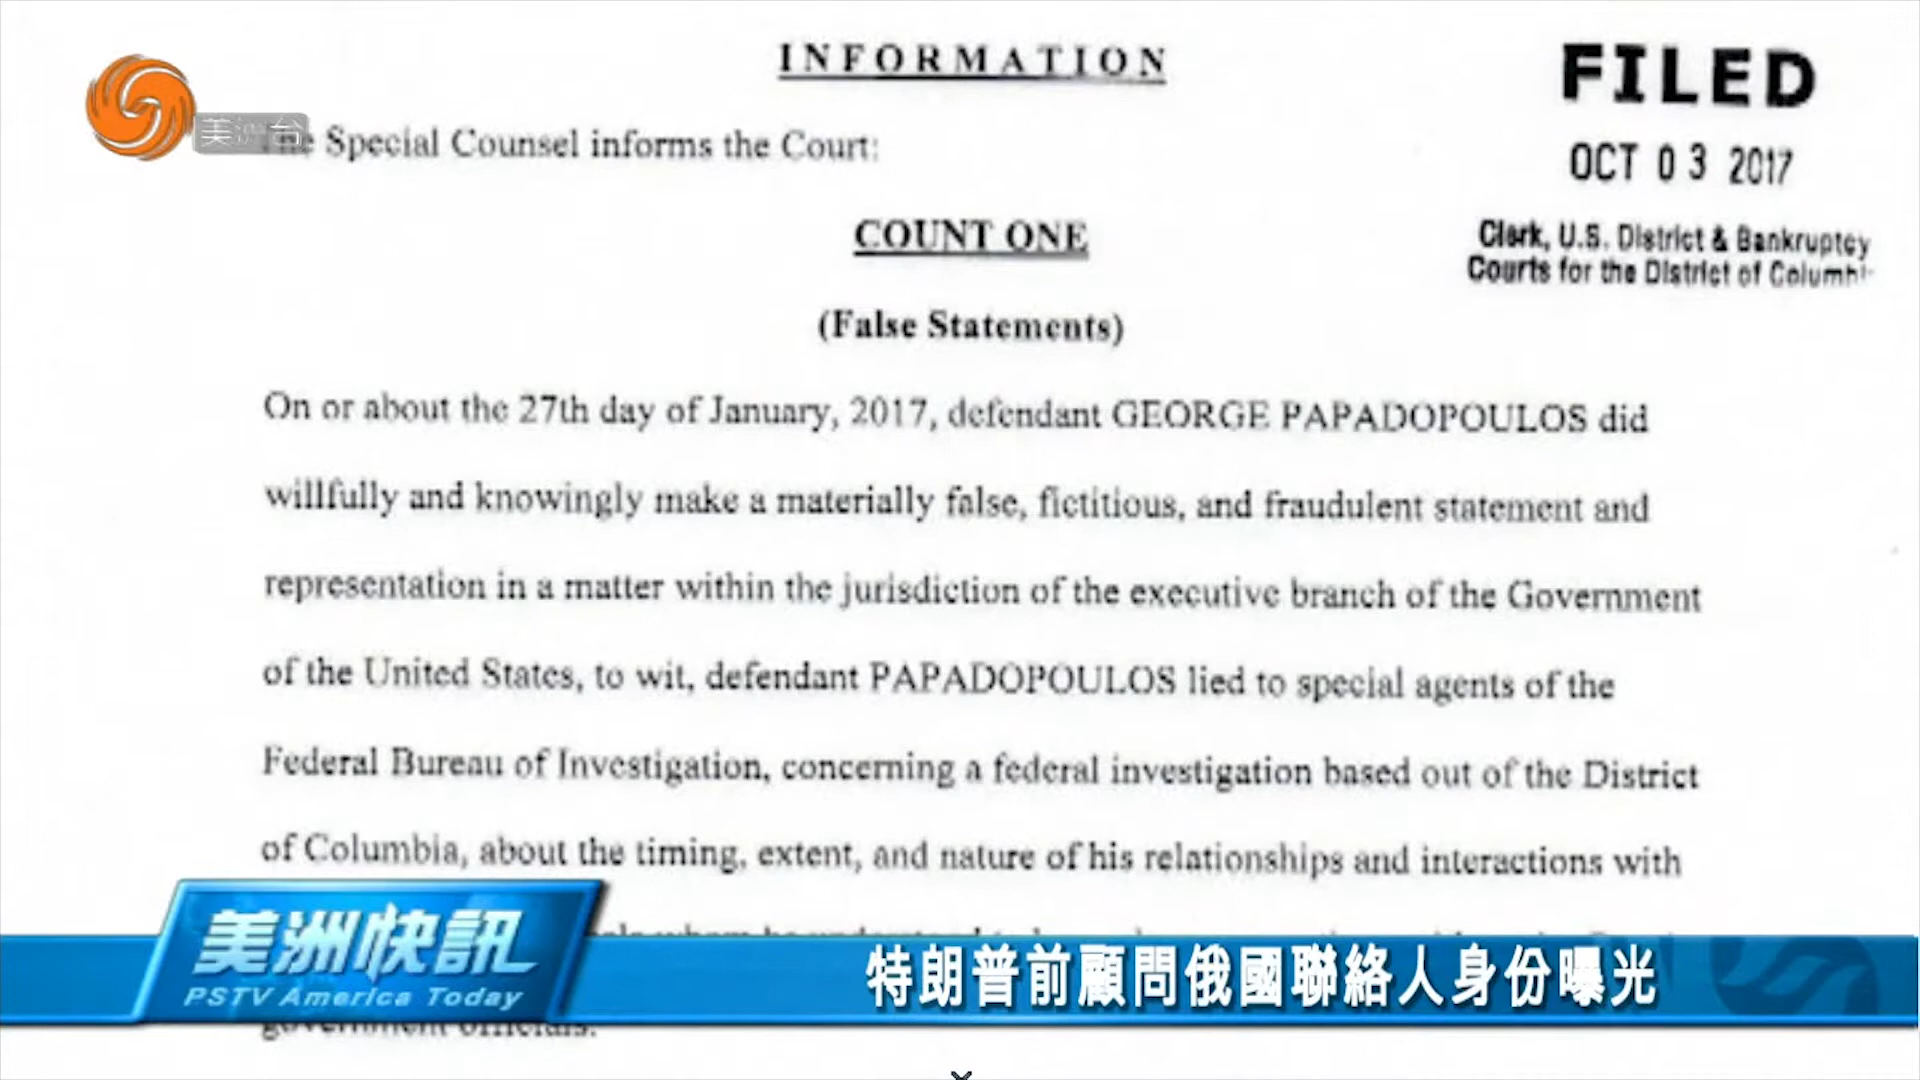 INFORMATION
FILED
OCT 03 2017
Clerk, U.S. District & Bankruptcy
Courts for the District of
美洲台
The Special Counsel informs the Court:
COUNT ONE
(False Statements)
On or about the 27th day of January, 2017, defendant GEORGE PAPADOPOULOS did
willfully and knowingly make a materially false, fictitious, and fraudulent statement and
representation in a matter within the jurisdiction of the executive branch of the Government
of the United States, to wit, defendant PAPADOPOULOS lied to special agents of the
Federal Bureau of Investigation, concerning a federal investigation based out of the District
of Columbia, about the timing, extent, and nature of his relationships and interactions with
government officials.
美洲快訊
PSTV America Today
特朗普前顧問俄國聯絡人身份曝光